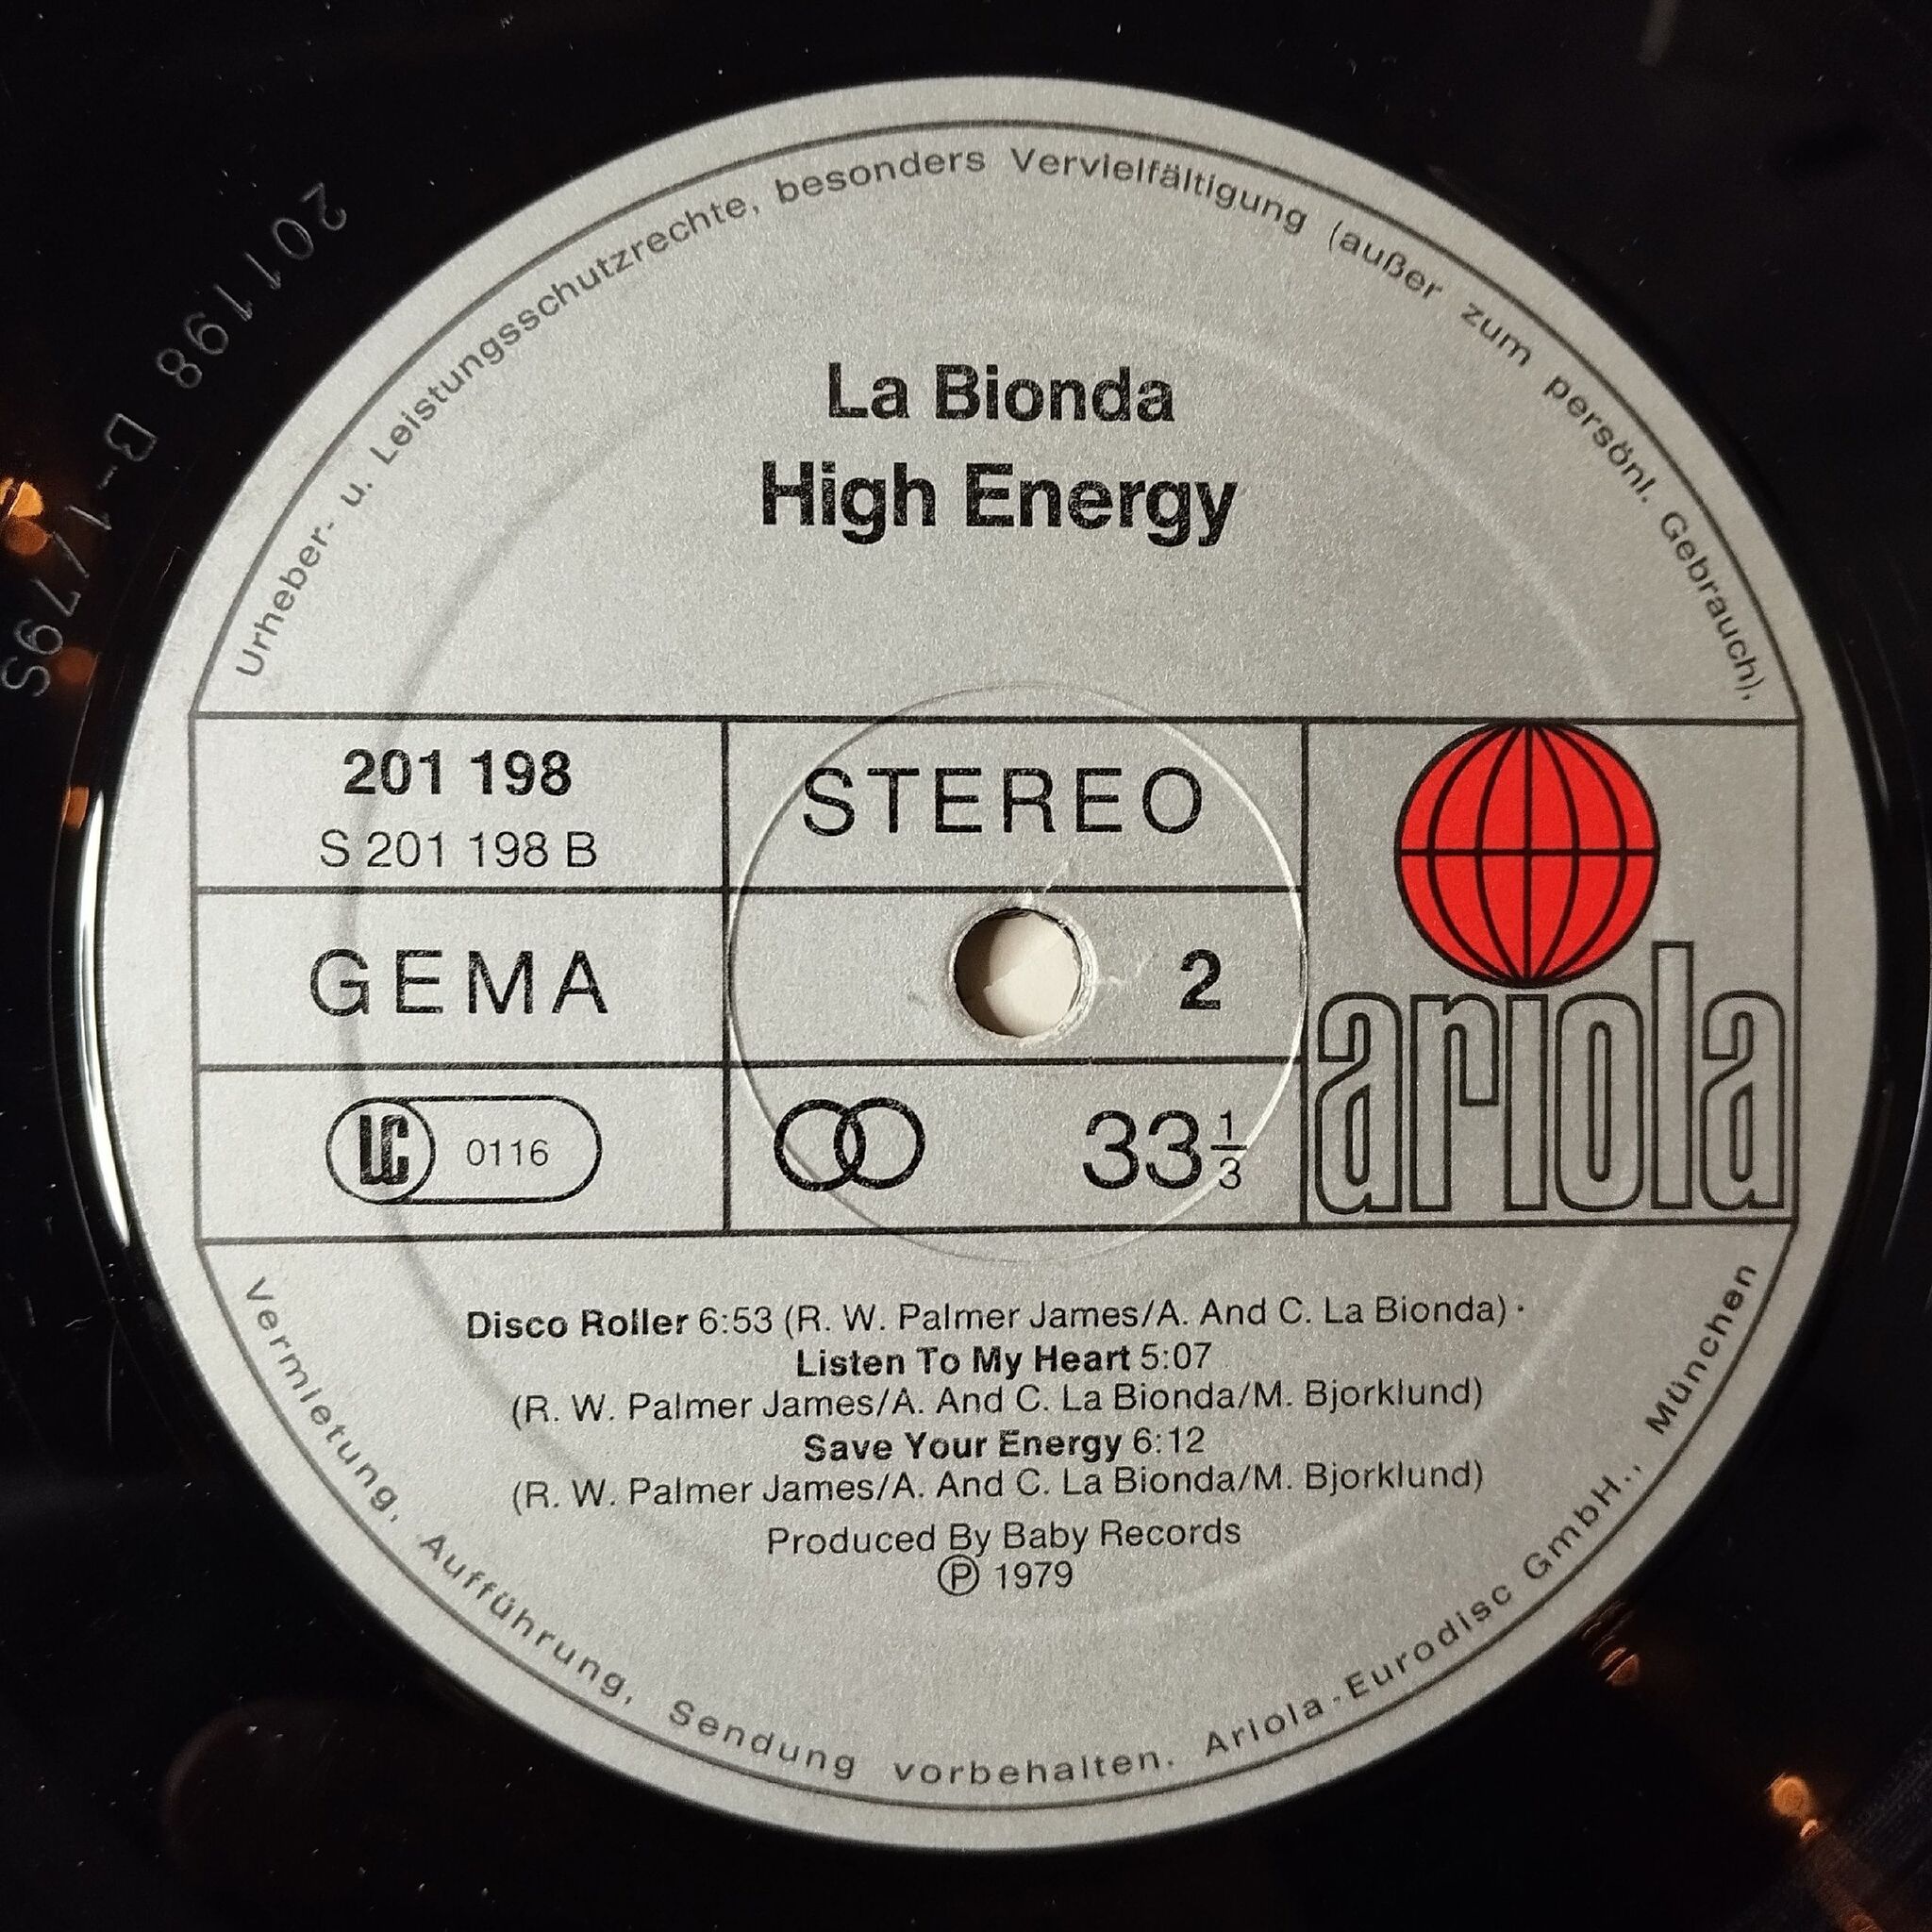 Urheber- u. Leistungsschutzrechte, besonders Vervielfältigung (außer zum persönl. Gebrauch),
201198 B-1/79S
La Bionda
High Energy
201 198
S 201 198 B
STEREO
GEMA
2
LC 0116
33 1/3
ariola
Disco Roller 6:53 (R. W. Palmer James/A. And C. La Bionda) ·
Listen To My Heart 5:07
(R. W. Palmer James/A. And C. La Bionda/M. Bjorklund)
Save Your Energy 6:12
(R. W. Palmer James/A. And C. La Bionda/M. Bjorklund)
Produced By Baby Records
Ⓟ 1979
Vermietung, Aufführung, Sendung vorbehalten. Ariola-Eurodisc GmbH., München